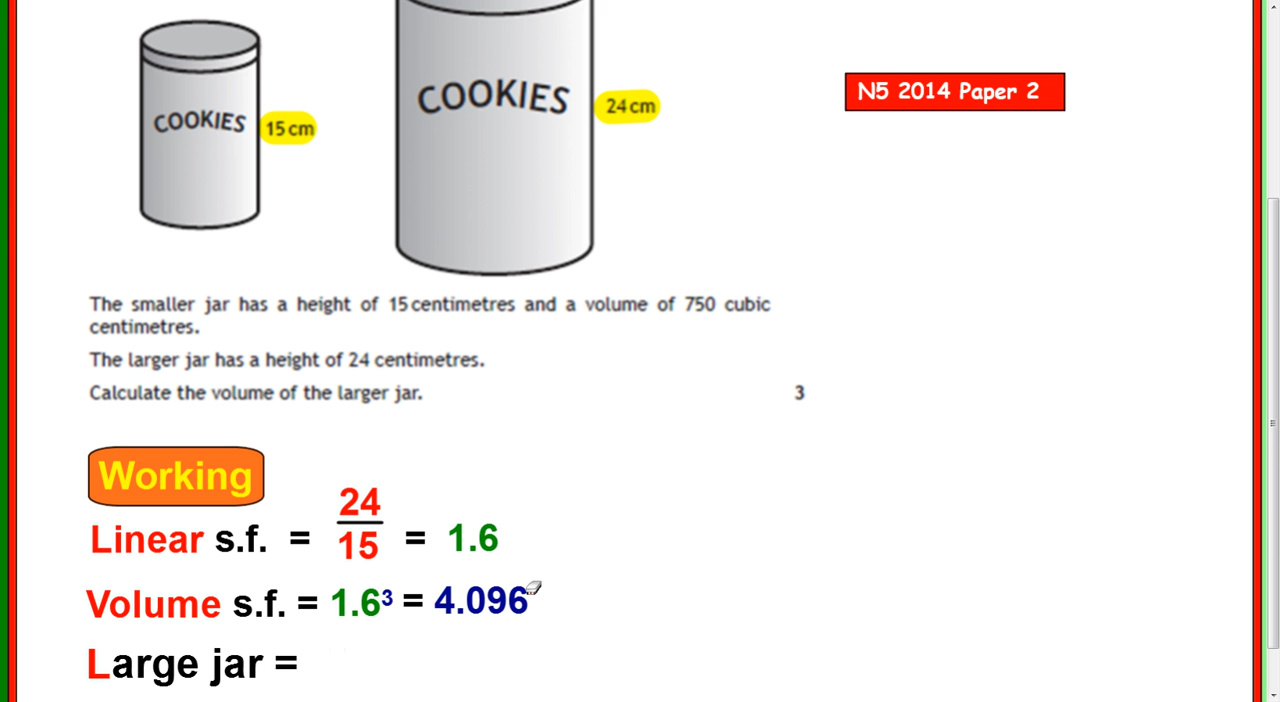 COOKIES
15 cm
COOKIES
24 cm
N5 2014 Paper 2
The smaller jar has a height of 15 centimetres and a volume of 750 cubic
centimetres.
The larger jar has a height of 24 centimetres.
Calculate the volume of the larger jar. 3
Working
Linear s.f. = 24/15 = 1.6
Volume s.f. = 1.6³ = 4.096
Large jar =